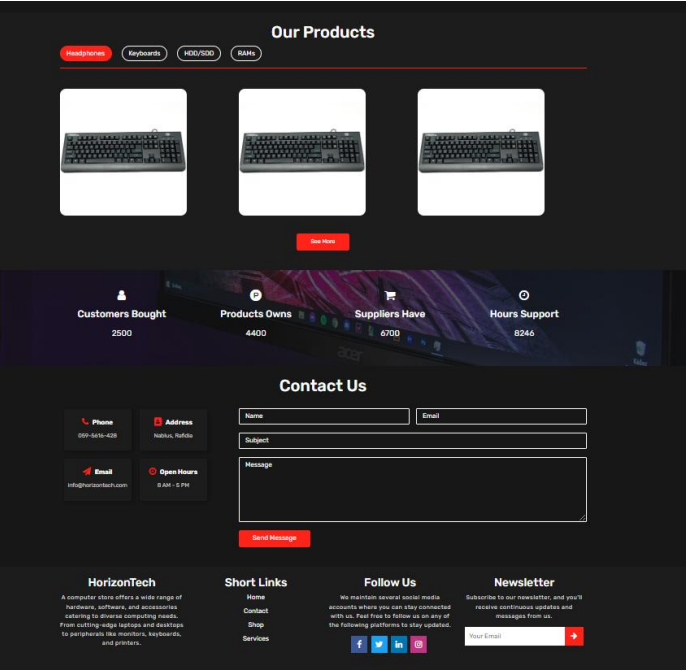 Our Products
Headphones
Keyboards
HDD/SDD
RAMs
See More
Customers Bought
2500
Products Owns
4400
Suppliers Have
6700
Hours Support
8246
acer
Contact Us
Phone
059-5616-428
Address
Nablus, Rafidia
Email
info@horizontech.com
Open Hours
8 AM - 5 PM
Name
Email
Subject
Message
Send Message
HorizonTech
A computer store offers a wide range of
hardware, software, and accessories
catering to diverse computing needs.
From cutting-edge laptops and desktops
to peripherals like monitors, keyboards,
and printers.
Short Links
Home
Contact
Shop
Services
Follow Us
We maintain several social media
accounts where you can stay connected
with us. Feel free to follow us on any of
the following platforms to stay updated.
Newsletter
Subscribe to our newsletter, and you'll
receive continuous updates and
messages from us.
Your Email